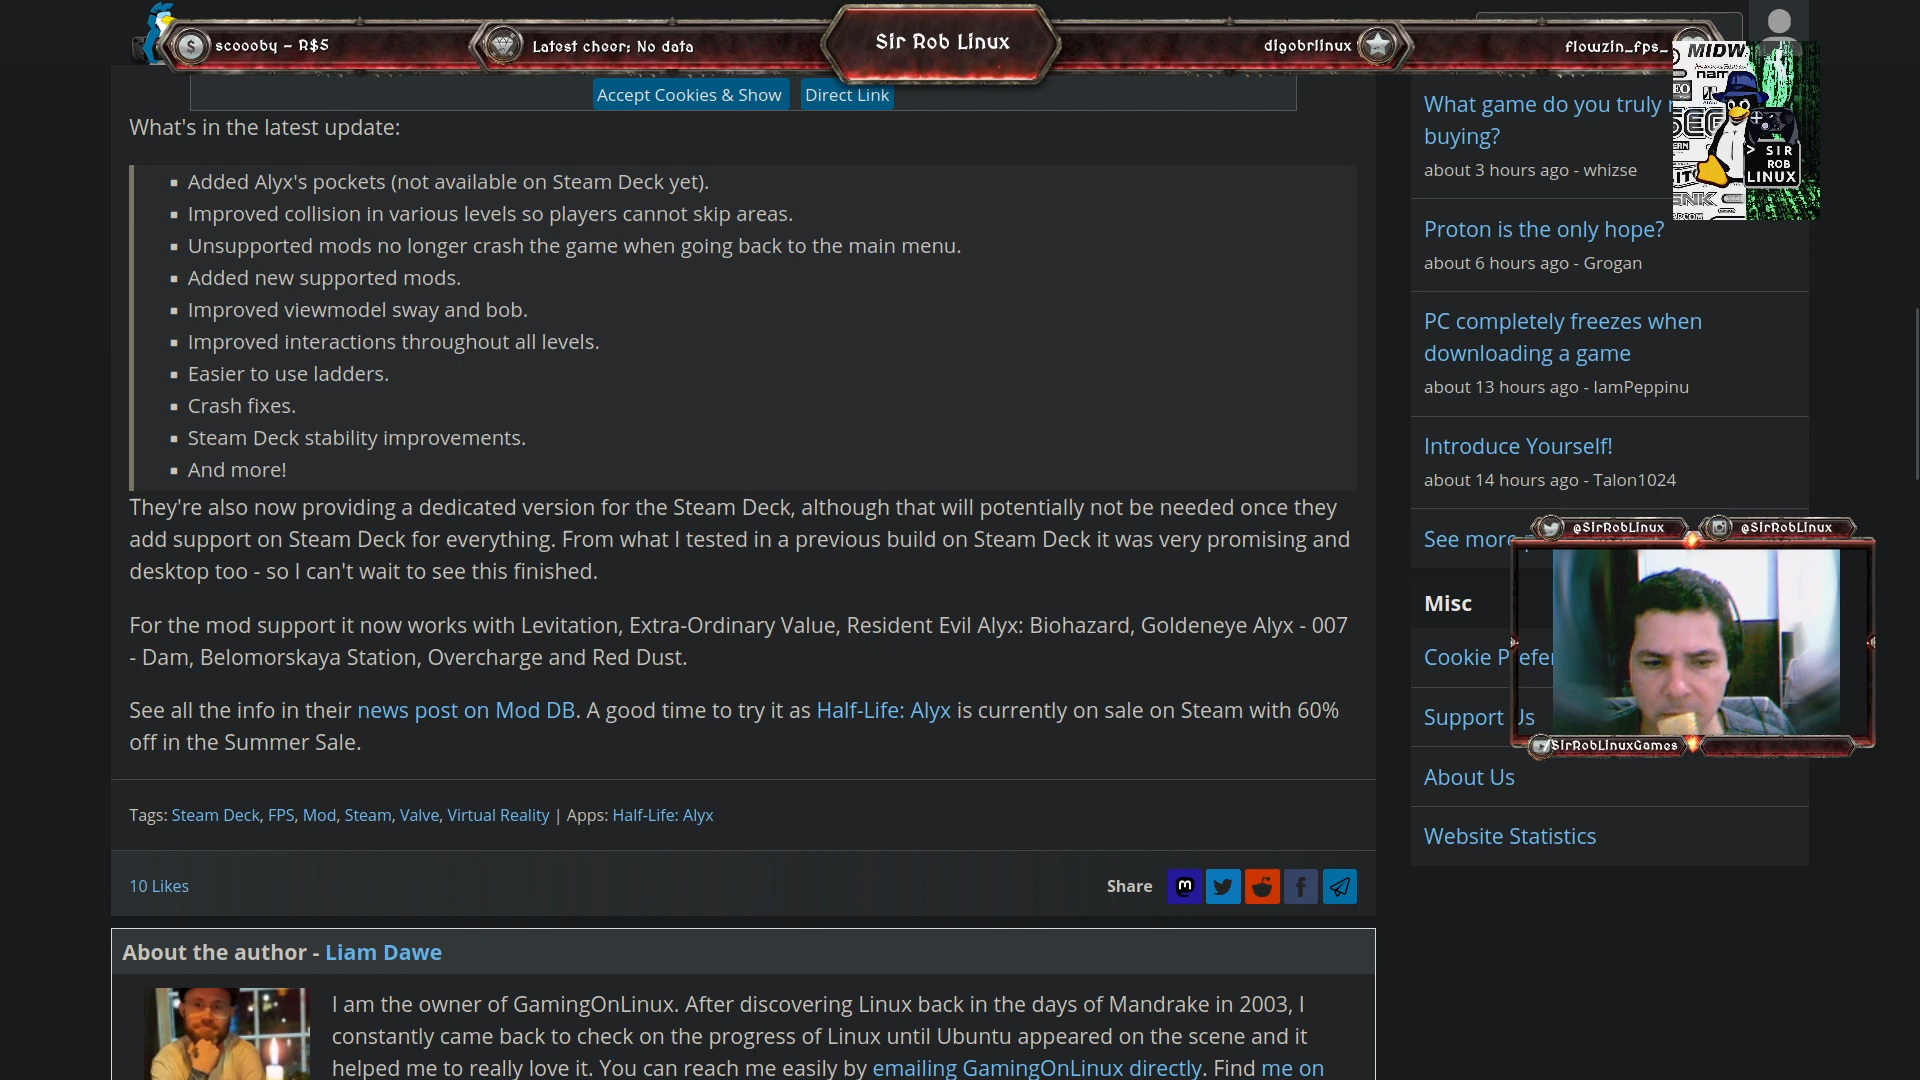 scoooby - R$5
Latest cheer: No data
Sir Rob Linux
digobrlinux
flowzin_fps_
Accept Cookies & Show
Direct Link
What's in the latest update:
Added Alyx's pockets (not available on Steam Deck yet).
Improved collision in various levels so players cannot skip areas.
Unsupported mods no longer crash the game when going back to the main menu.
Added new supported mods.
Improved viewmodel sway and bob.
Improved interactions throughout all levels.
Easier to use ladders.
Crash fixes.
Steam Deck stability improvements.
And more!
They're also now providing a dedicated version for the Steam Deck, although that will potentially not be needed once they
add support on Steam Deck for everything. From what I tested in a previous build on Steam Deck it was very promising and
desktop too - so I can't wait to see this finished.
For the mod support it now works with Levitation, Extra-Ordinary Value, Resident Evil Alyx: Biohazard, Goldeneye Alyx - 007
- Dam, Belomorskaya Station, Overcharge and Red Dust.
See all the info in their news post on Mod DB. A good time to try it as Half-Life: Alyx is currently on sale on Steam with 60%
off in the Summer Sale.
Tags: Steam Deck, FPS, Mod, Steam, Valve, Virtual Reality | Apps: Half-Life: Alyx
10 Likes
Share
About the author - Liam Dawe
I am the owner of GamingOnLinux. After discovering Linux back in the days of Mandrake in 2003, I
constantly came back to check on the progress of Linux until Ubuntu appeared on the scene and it
helped me to really love it. You can reach me easily by emailing GamingOnLinux directly. Find me on
What game do you truly
buying?
about 3 hours ago - whizse
Proton is the only hope?
about 6 hours ago - Grogan
PC completely freezes when
downloading a game
about 13 hours ago - IamPeppinu
Introduce Yourself!
about 14 hours ago - Talon1024
See more
Misc
Cookie Prefer
Support Us
About Us
Website Statistics
MIDW
> SIR
ROB
LINUX
@SirRobLinux
@SirRobLinux
SirRobLinuxGames